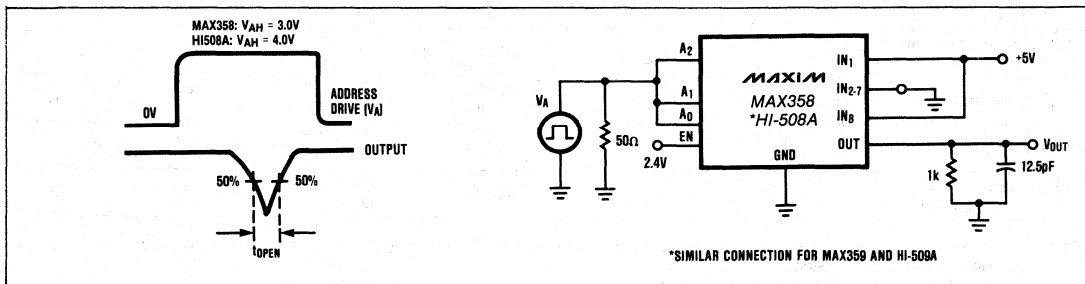 MAX358: VAH = 3.0V
HI508A: VAH = 4.0V
0V
ADDRESS
DRIVE (VA)
OUTPUT
50%
50%
tOPEN
VA
50Ω
2.4V
A2
A1
A0
EN
MAXIM
MAX358
*HI-508A
GND
IN1
IN2-7
IN8
OUT
+5V
VOUT
1k
12.5pF
*SIMILAR CONNECTION FOR MAX359 AND HI-509A